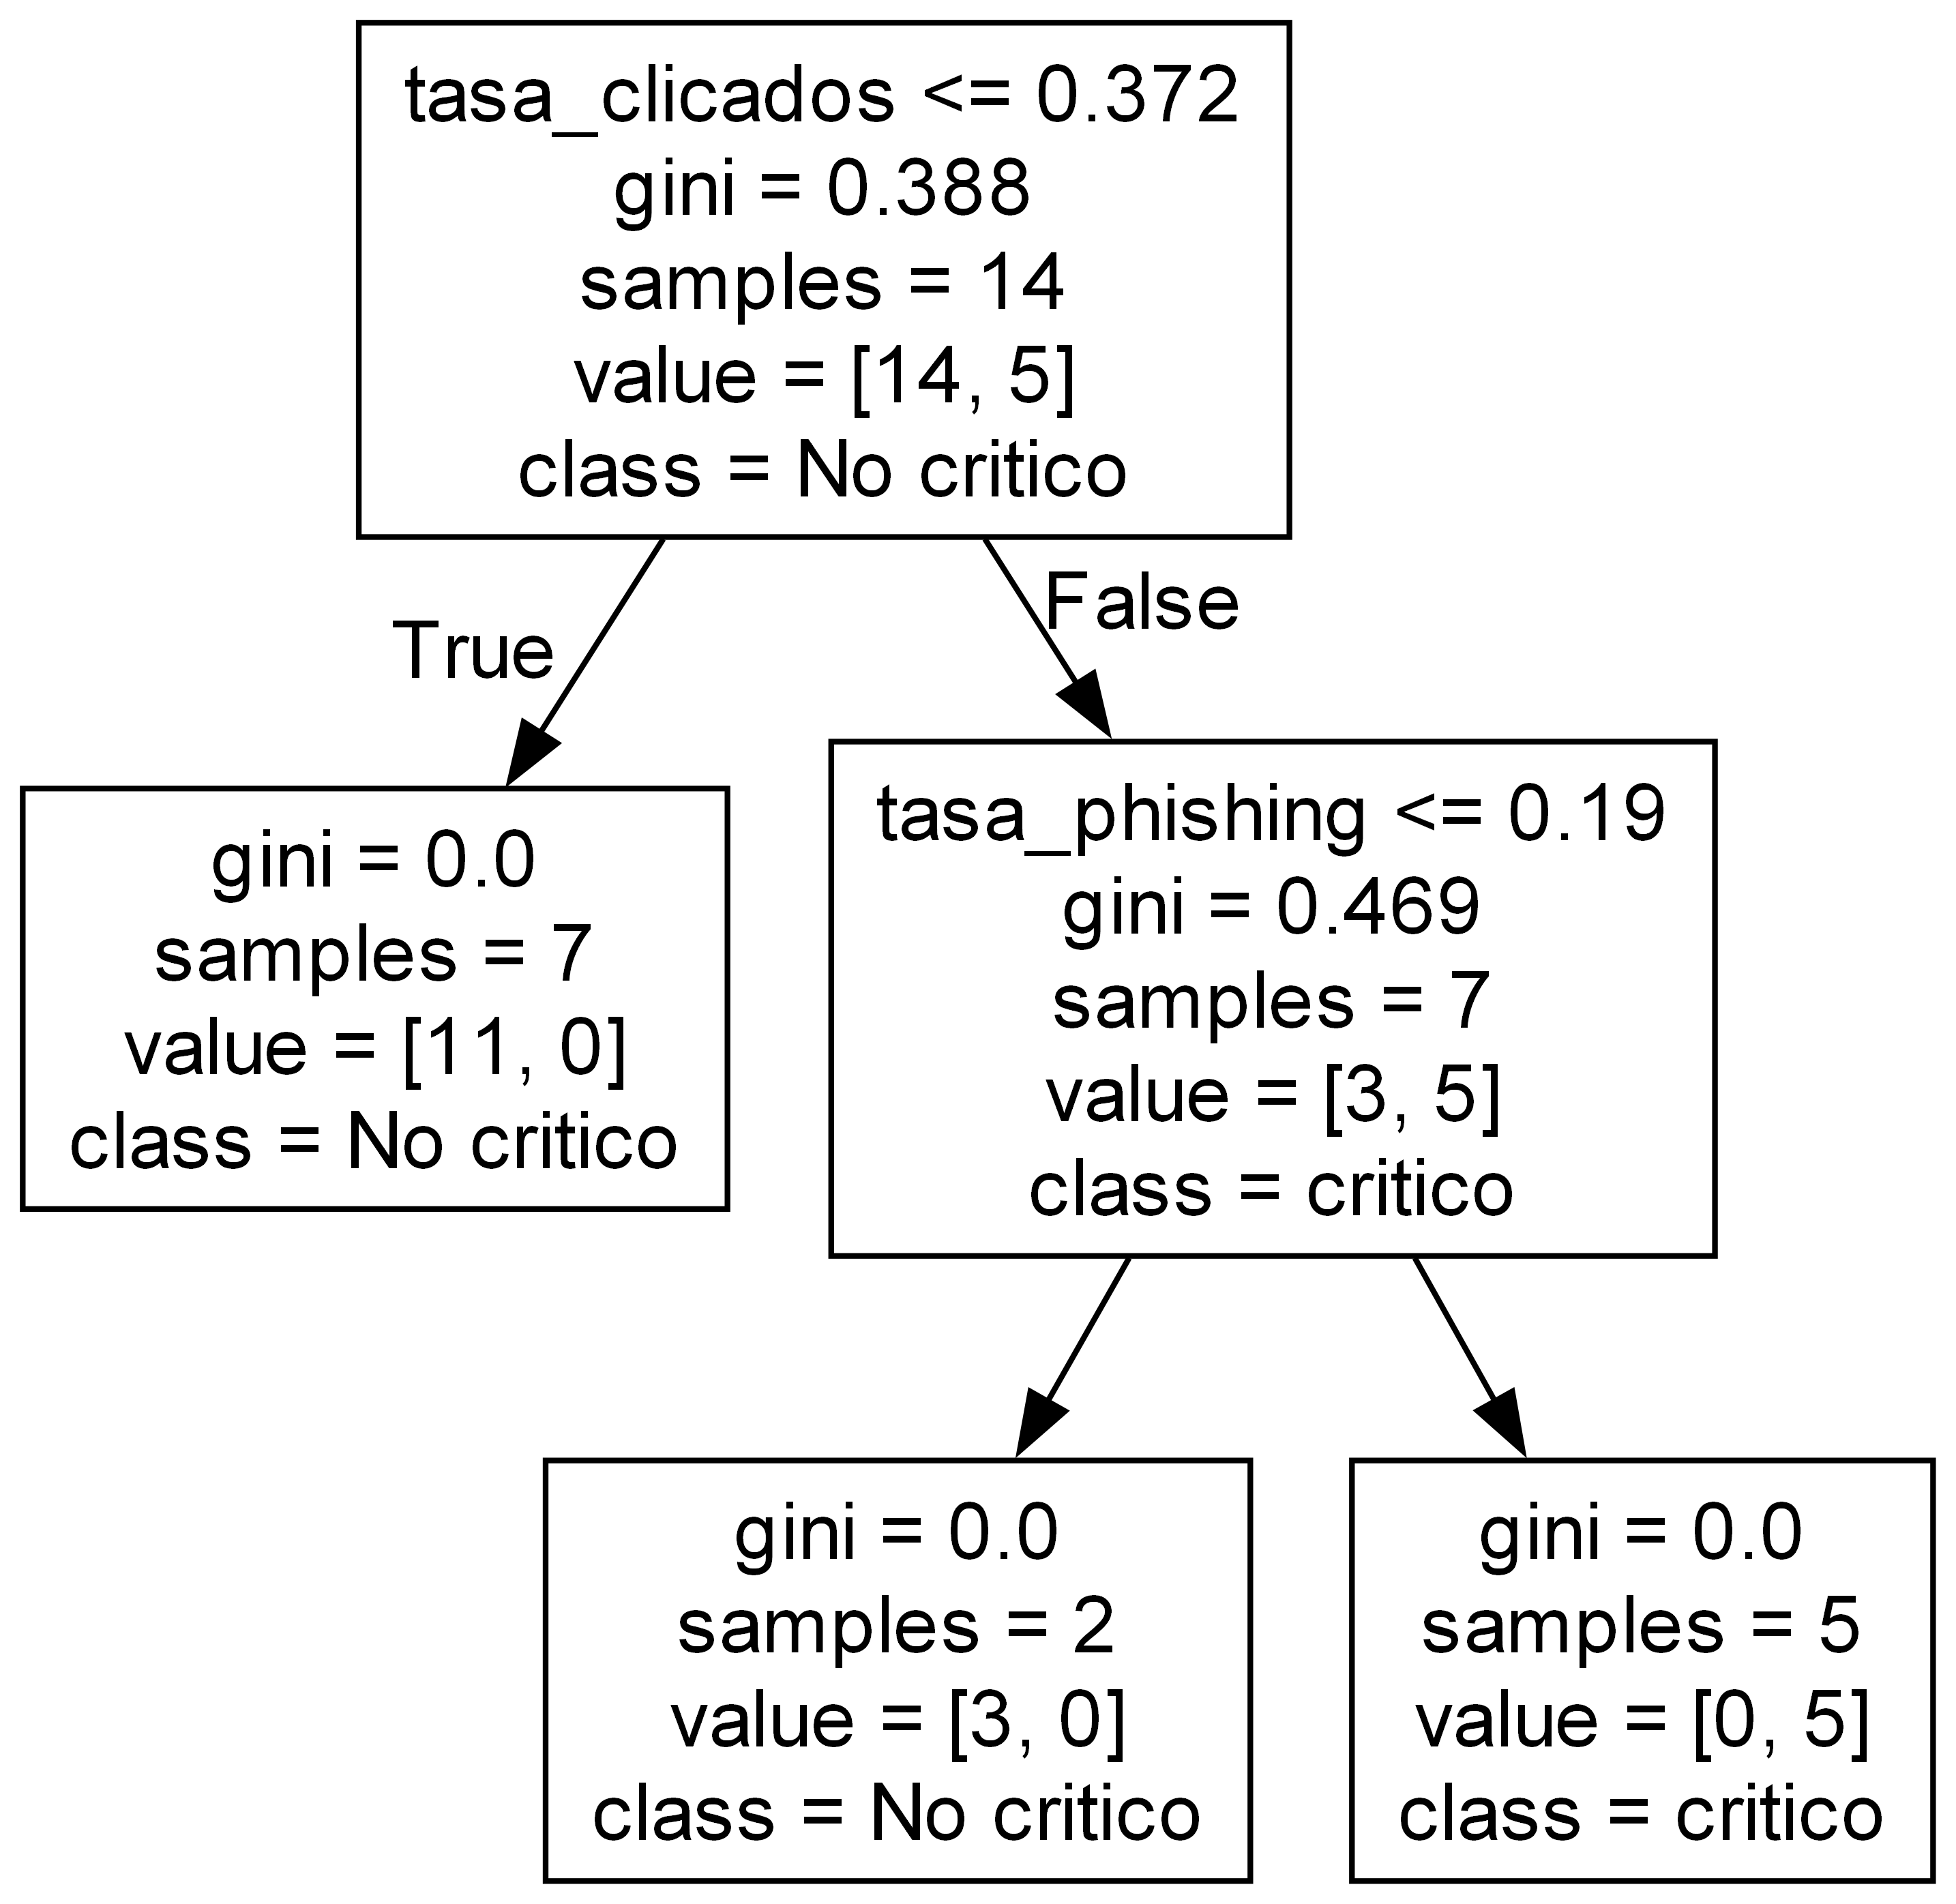 tasa_clicados <= 0.372
gini = 0.388
samples = 14
value = [14, 5]
class = No critico
True
False
gini = 0.0
samples = 7
value = [11, 0]
class = No critico
tasa_phishing <= 0.19
gini = 0.469
samples = 7
value = [3, 5]
class = critico
gini = 0.0
samples = 2
value = [3, 0]
class = No critico
gini = 0.0
samples = 5
value = [0, 5]
class = critico